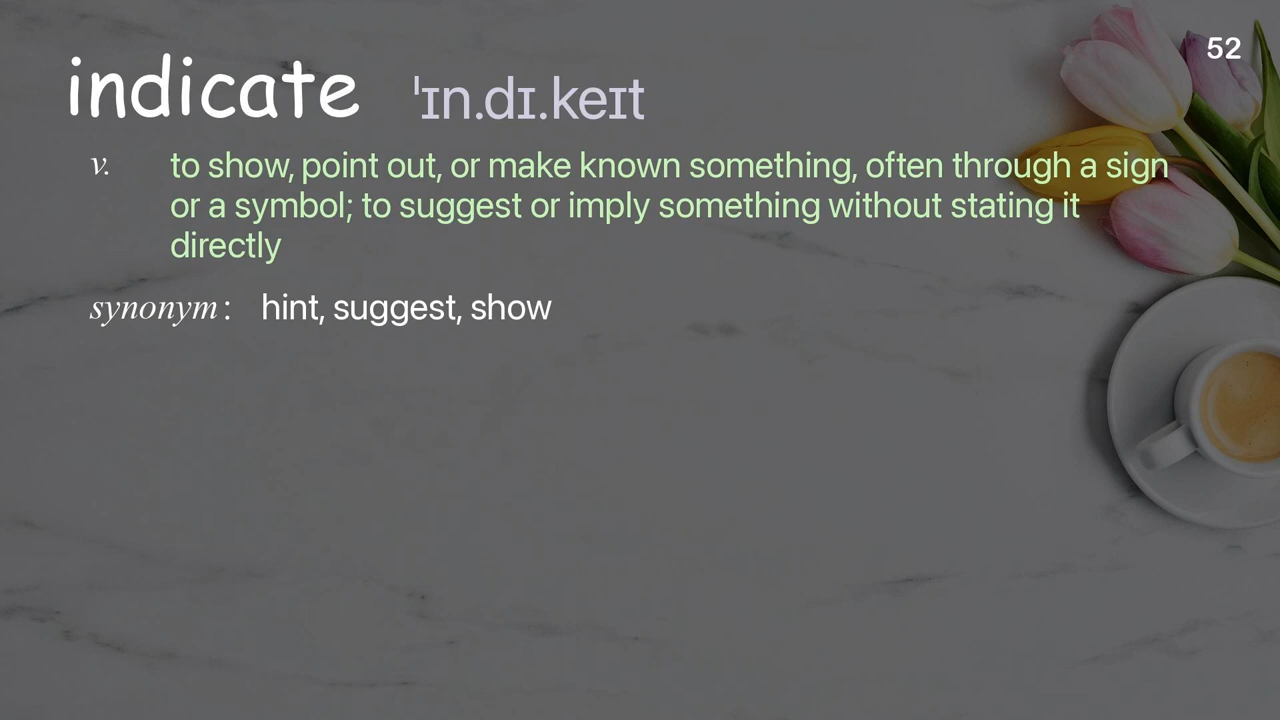 52
indicate ˈɪn.dɪ.keɪt
v. to show, point out, or make known something, often through a sign
or a symbol; to suggest or imply something without stating it
directly
synonym: hint, suggest, show